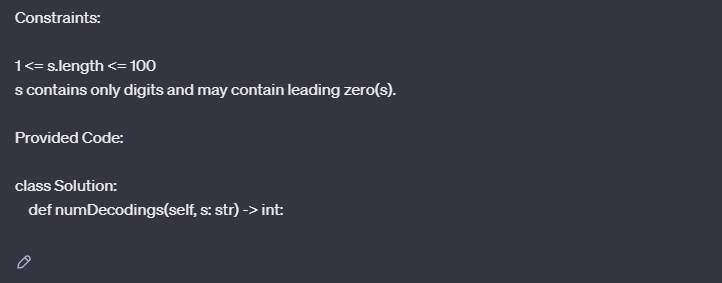 Constraints:
1 <= s.length <= 100
s contains only digits and may contain leading zero(s).
Provided Code:
class Solution:
    def numDecodings(self, s: str) -> int: